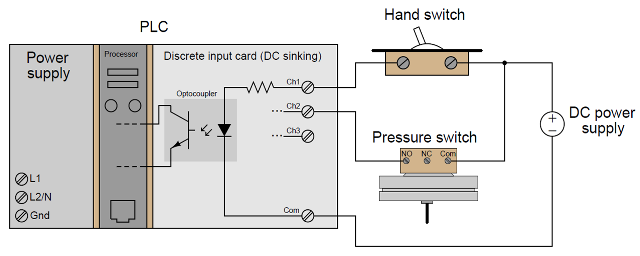 PLC
Hand switch
Power
supply
Processor
Discrete input card (DC sinking)
Optocoupler
Ch1
Ch2
Ch3
Com
L1
L2/N
Gnd
Pressure switch
NO NC Com
DC power
supply
+
−